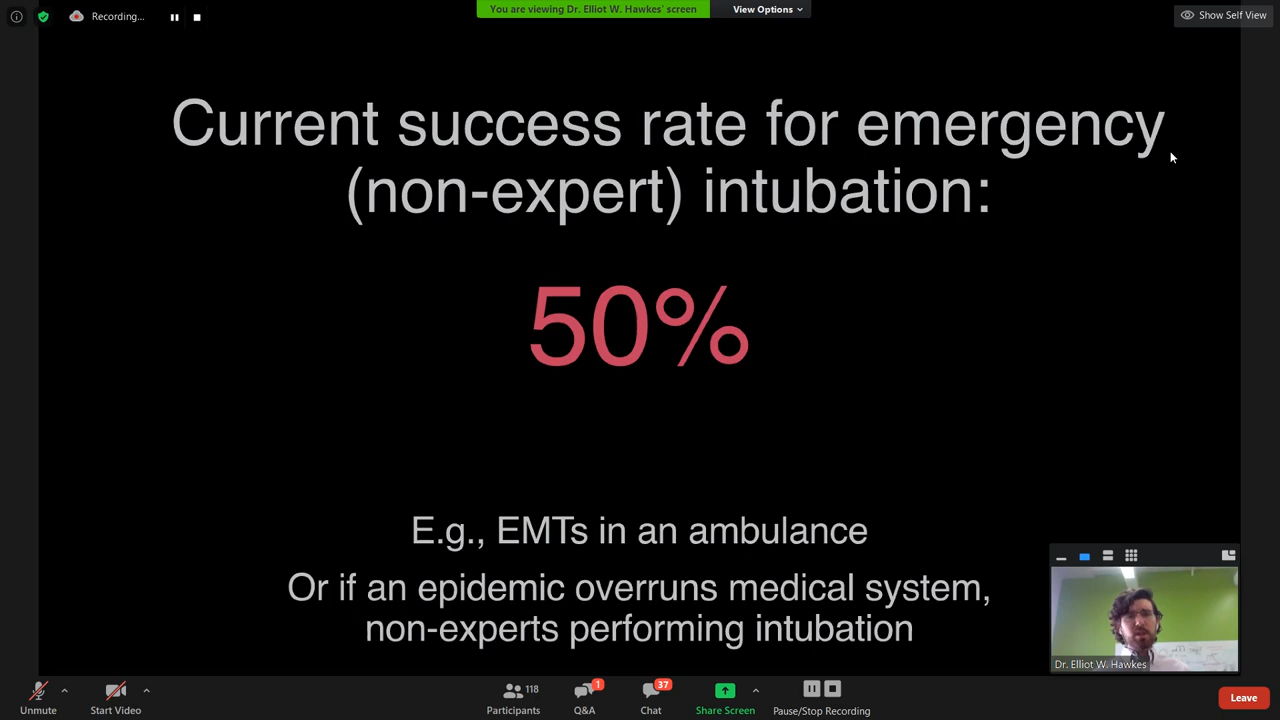 Recording...
You are viewing Dr. Elliot W. Hawkes' screen
View Options
Show Self View
Current success rate for emergency
(non-expert) intubation:
50%
E.g., EMTs in an ambulance
Or if an epidemic overruns medical system,
non-experts performing intubation
Dr. Elliot W. Hawkes
Unmute
Start Video
118
Participants
1
Q&A
37
Chat
Share Screen
Pause/Stop Recording
Leave